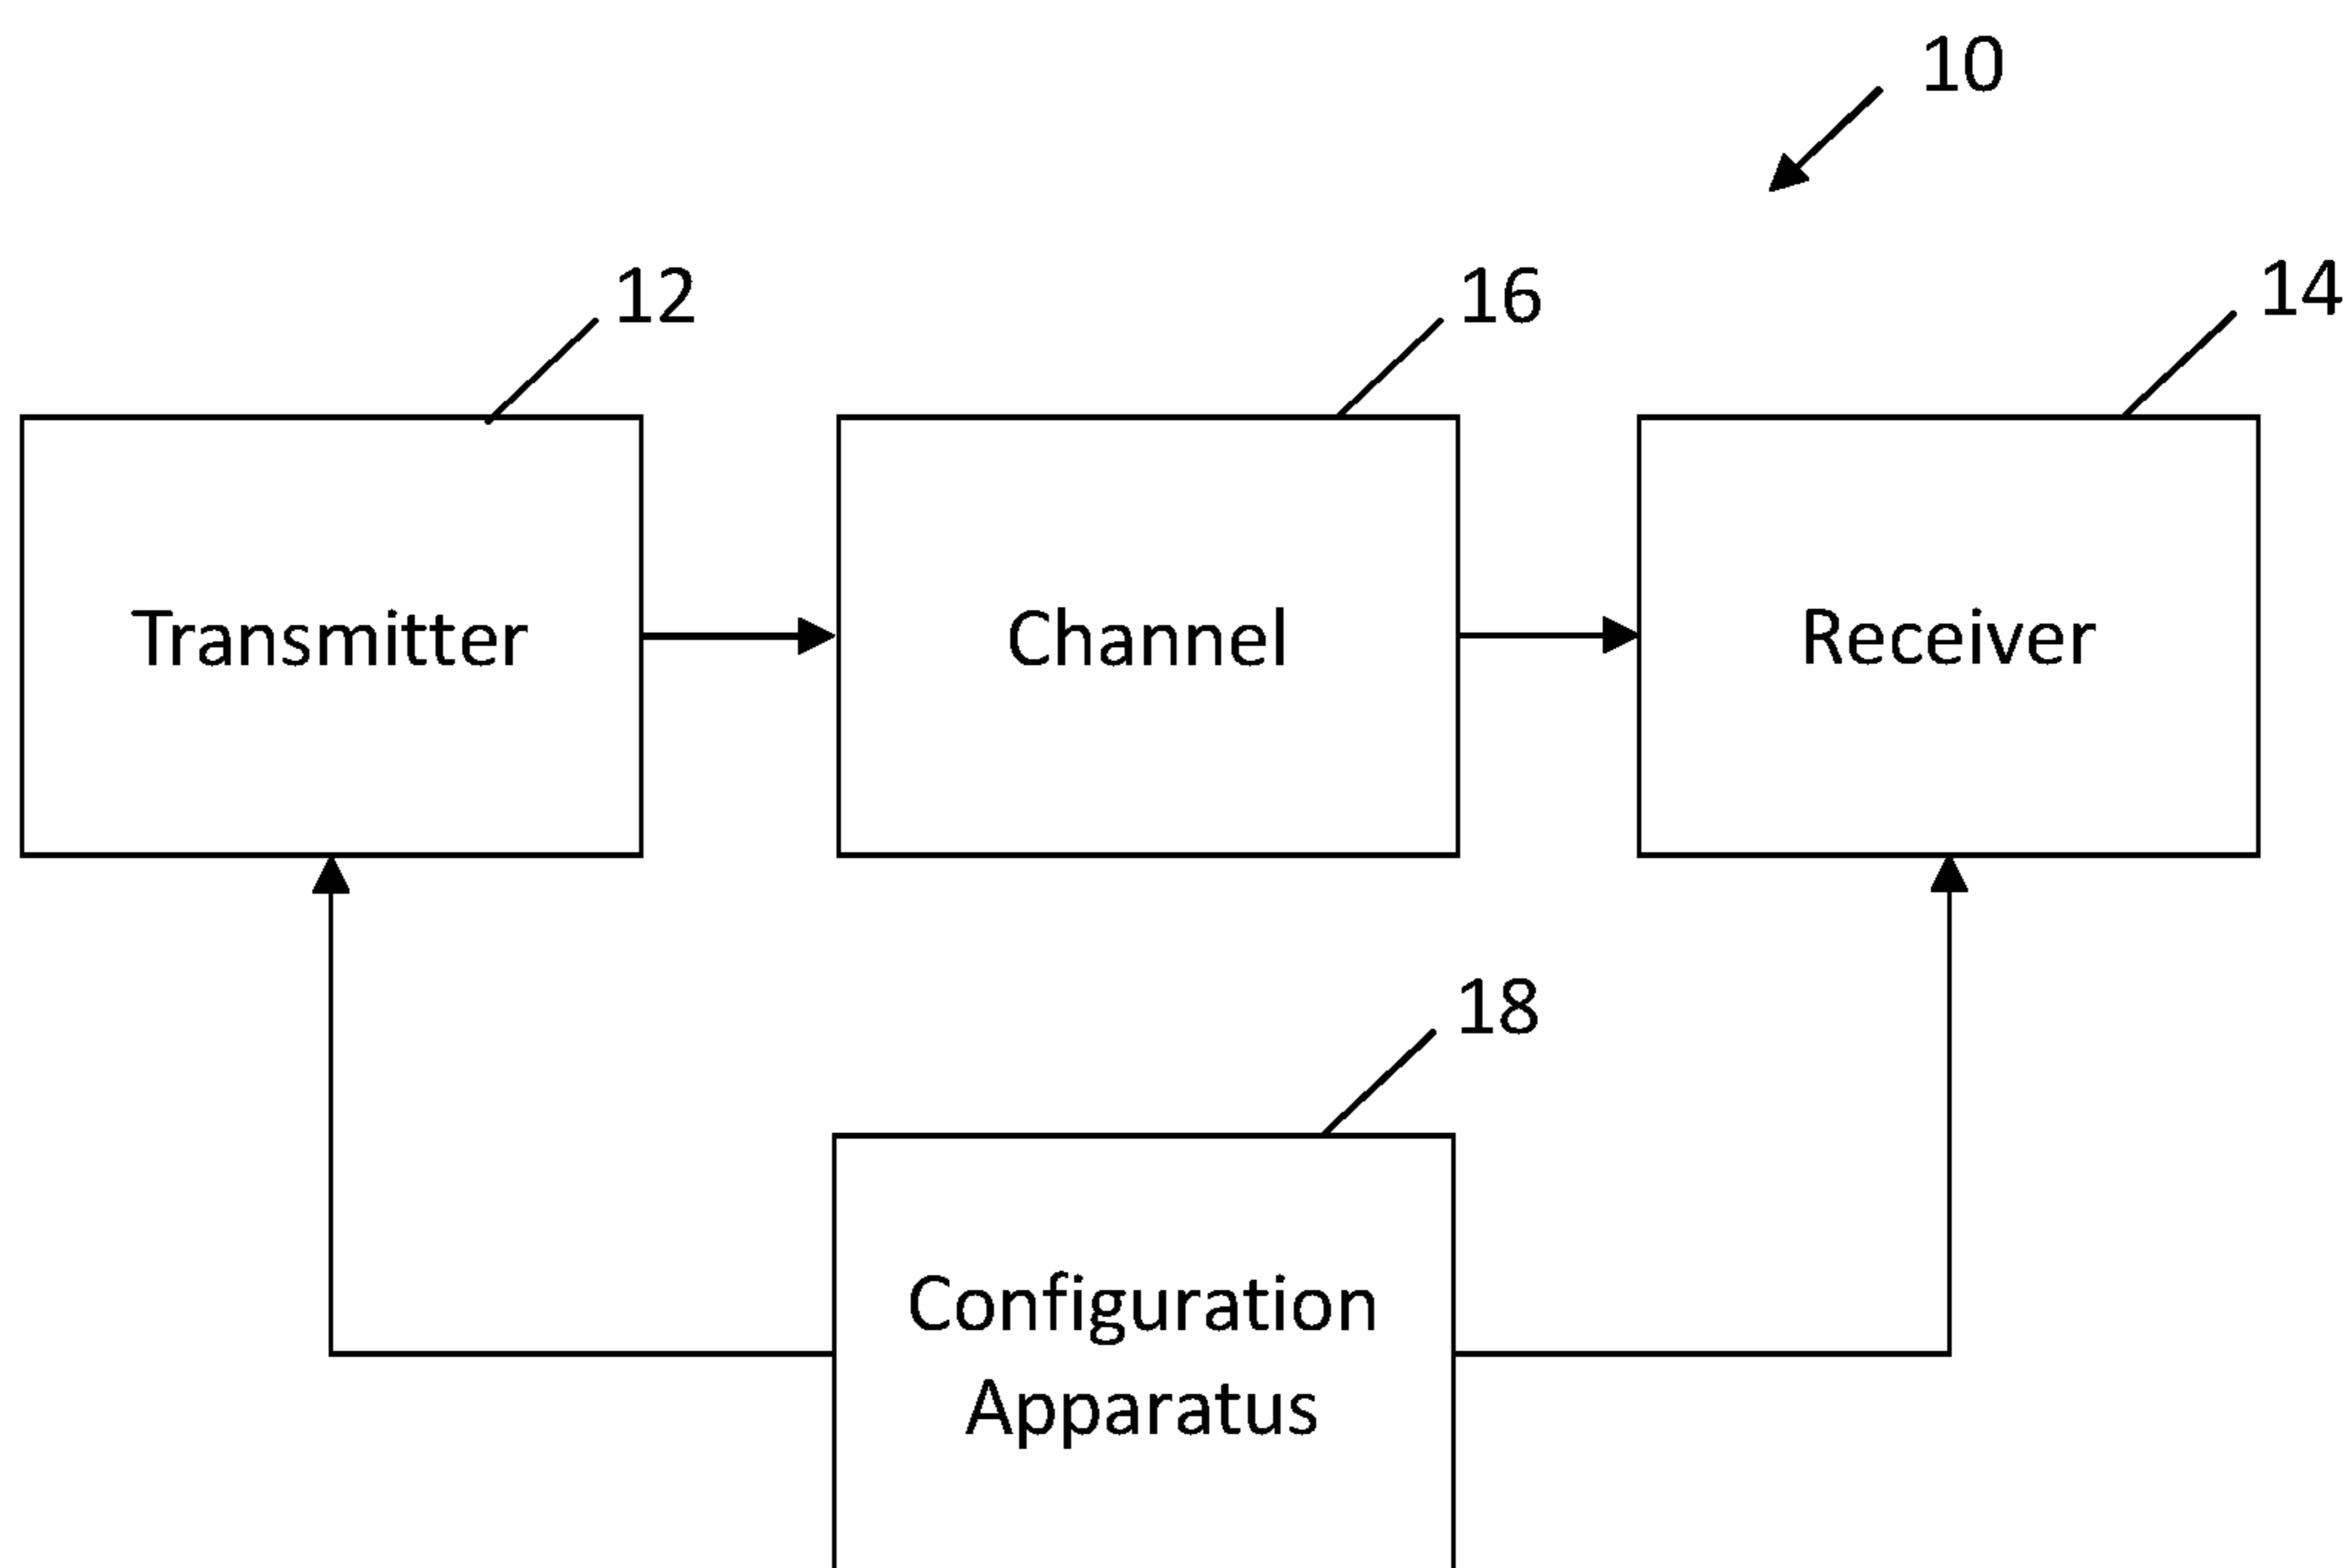 10
12
16
14
Transmitter
Channel
Receiver
18
Configuration
Apparatus